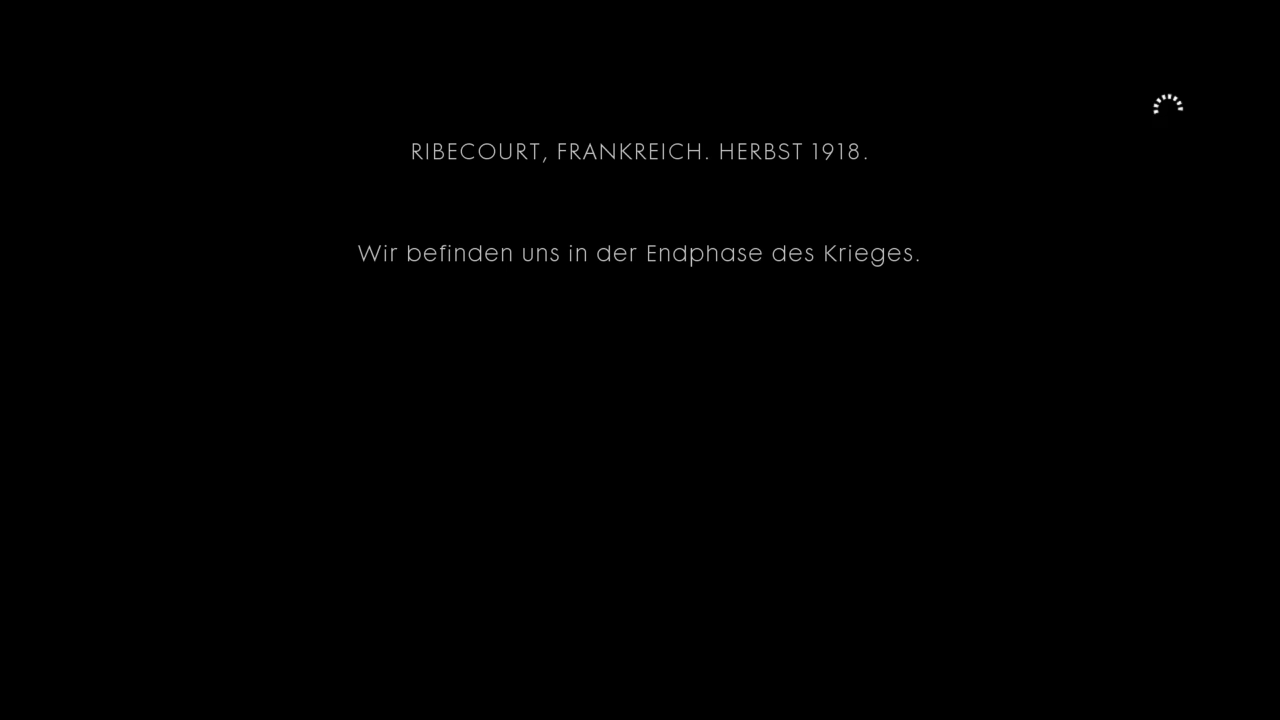 RIBECOURT, FRANKREICH. HERBST 1918.
Wir befinden uns in der Endphase des Krieges.